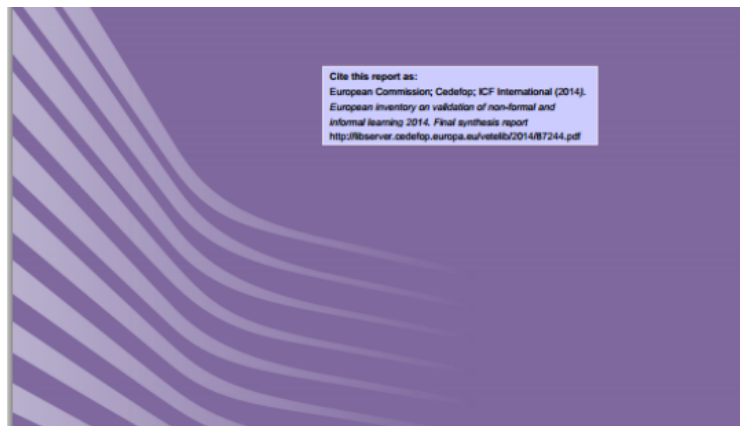 Cite this report as:
European Commission; Cedefop; ICF International (2014).
European inventory on validation of non-formal and
informal learning 2014. Final synthesis report
http://libserver.cedefop.europa.eu/vetelib/2014/87244.pdf